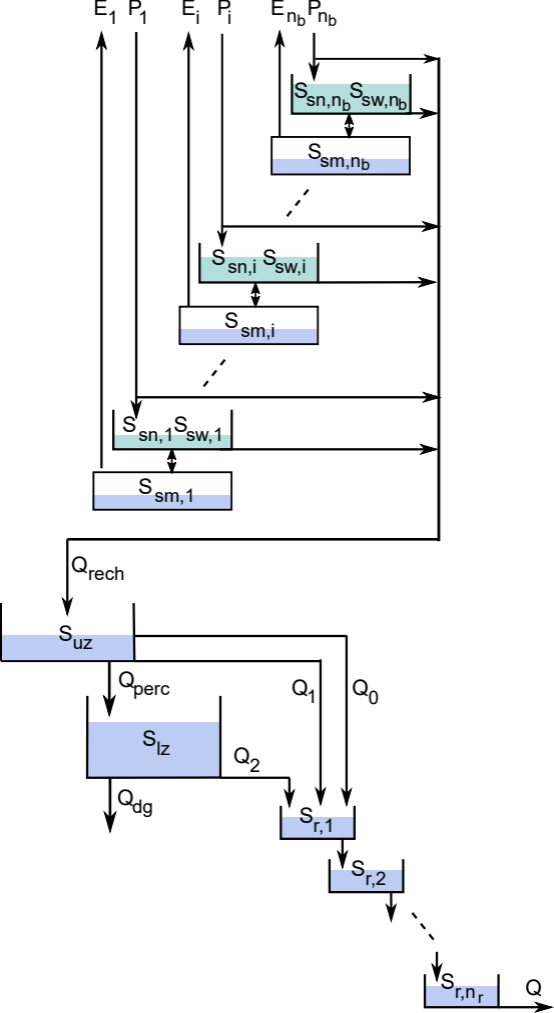 E1 P1 Ei Pi Enb Pnb
Ssn,nb Ssw,nb
Ssm,nb
Ssn,i Ssw,i
Ssm,i
Ssn,1 Ssw,1
Ssm,1
Qrech
Suz
Qperc
Q1 Q0
Slz
Q2
Qdg
Sr,1
Sr,2
Sr,nr
Q